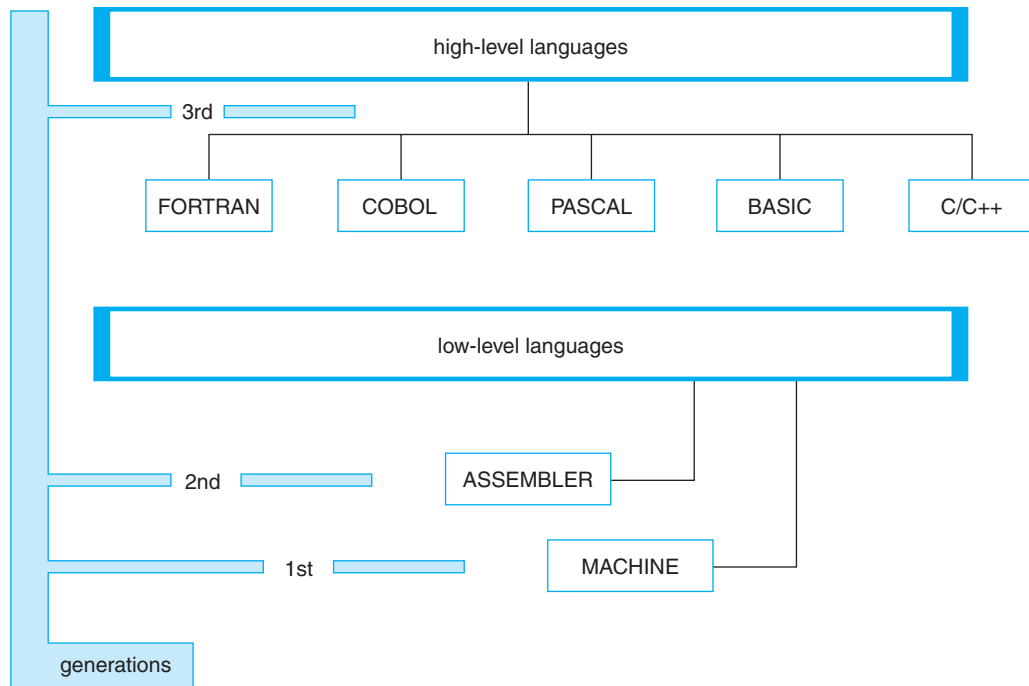 high-level languages
3rd
FORTRAN
COBOL
PASCAL
BASIC
C/C++
low-level languages
2nd
ASSEMBLER
1st
MACHINE
generations